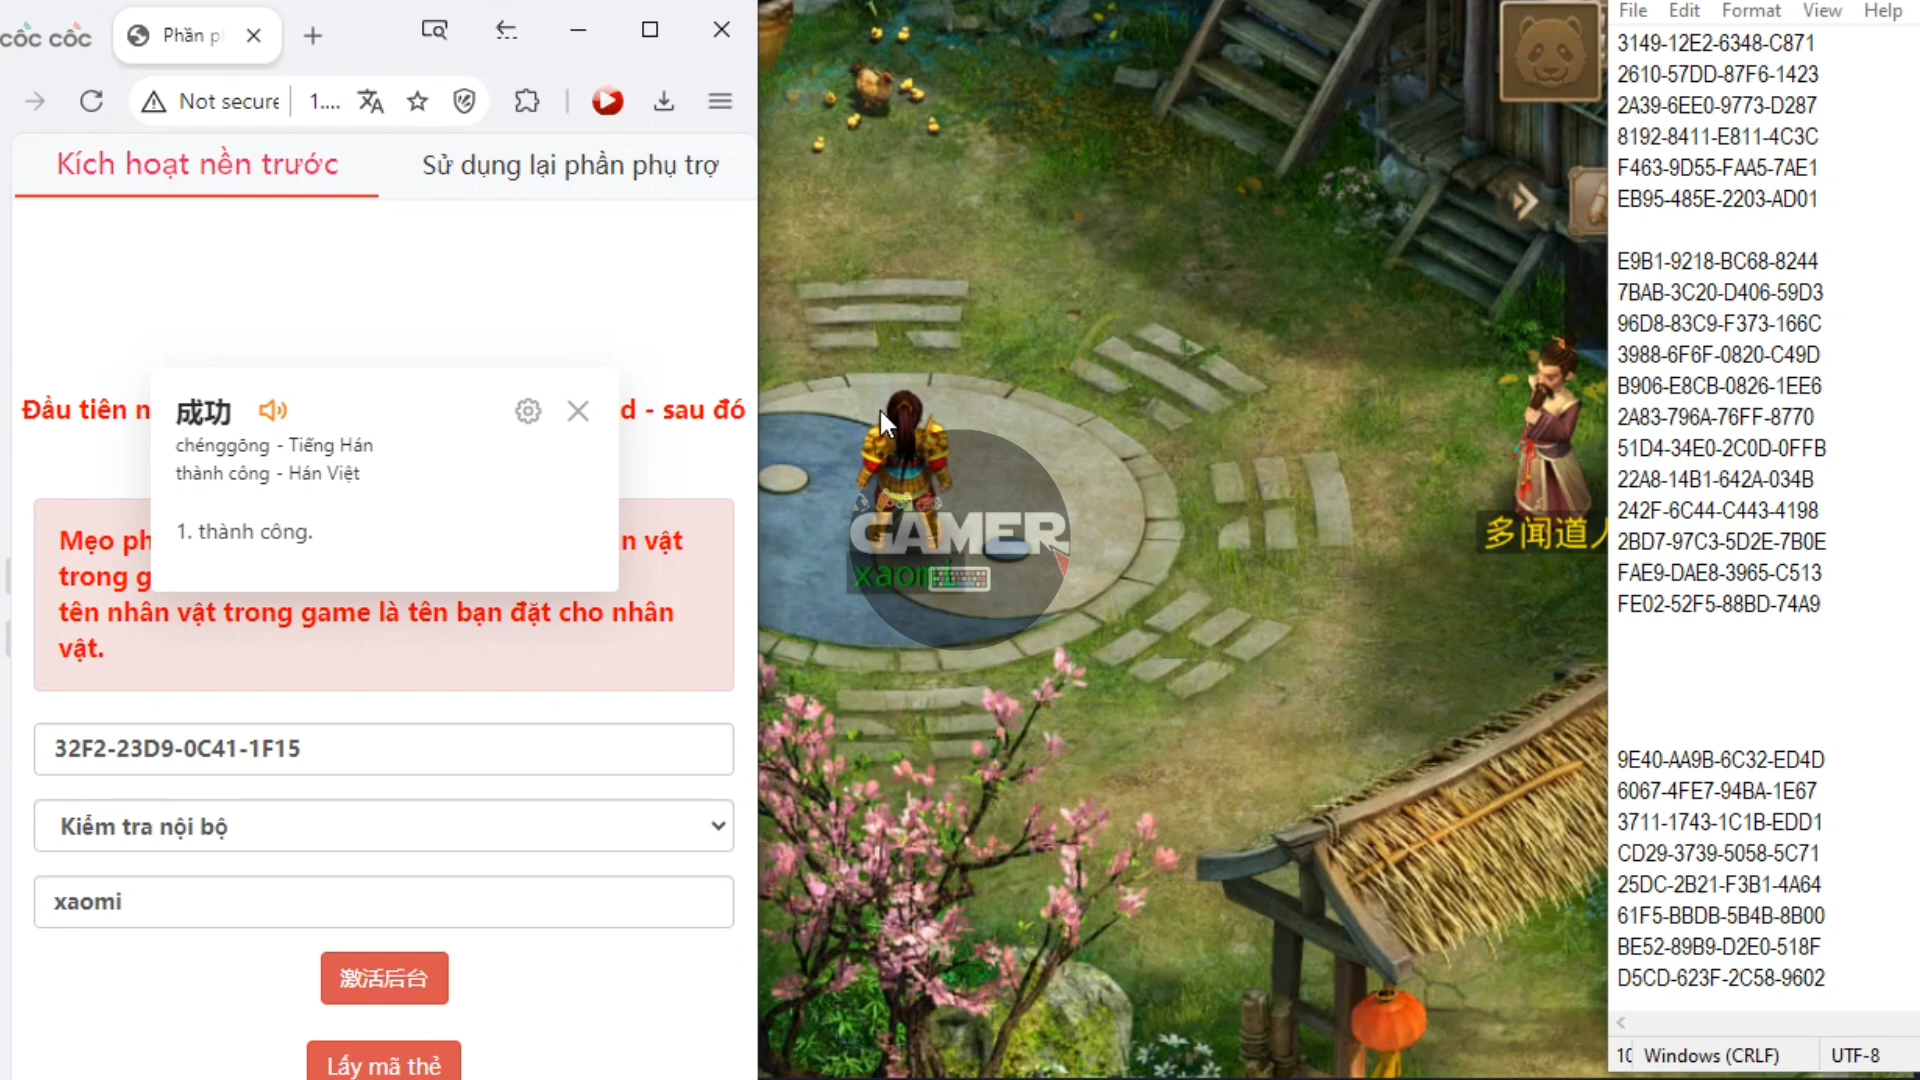 cốc cốc
Phần p
Not secure
1....
Kích hoạt nền trước
Sử dụng lại phần phụ trợ
Đầu tiên n
d - sau đó
成功
chénggōng - Tiếng Hán
thành công - Hán Việt
1. thành công.
Mẹo ph
n vật
trong g
tên nhân vật trong game là tên bạn đặt cho nhân
vật.
32F2-23D9-0C41-1F15
Kiểm tra nội bộ
xaomi
激活后台
Lấy mã thẻ
GAMER
xaomi
多闻道人
File Edit Format View Help
3149-12E2-6348-C871
2610-57DD-87F6-1423
2A39-6EE0-9773-D287
8192-8411-E811-4C3C
F463-9D55-FAA5-7AE1
EB95-485E-2203-AD01
E9B1-9218-BC68-8244
7BAB-3C20-D406-59D3
96D8-83C9-F373-166C
3988-6F6F-0820-C49D
B906-E8CB-0826-1EE6
2A83-796A-76FF-8770
51D4-34E0-2C0D-0FFB
22A8-14B1-642A-034B
242F-6C44-C443-4198
2BD7-97C3-5D2E-7B0E
FAE9-DAE8-3965-C513
FE02-52F5-88BD-74A9
9E40-AA9B-6C32-ED4D
6067-4FE7-94BA-1E67
3711-1743-1C1B-EDD1
CD29-3739-5058-5C71
25DC-2B21-F3B1-4A64
61F5-BBDB-5B4B-8B00
BE52-89B9-D2E0-518F
D5CD-623F-2C58-9602
10 Windows (CRLF) UTF-8